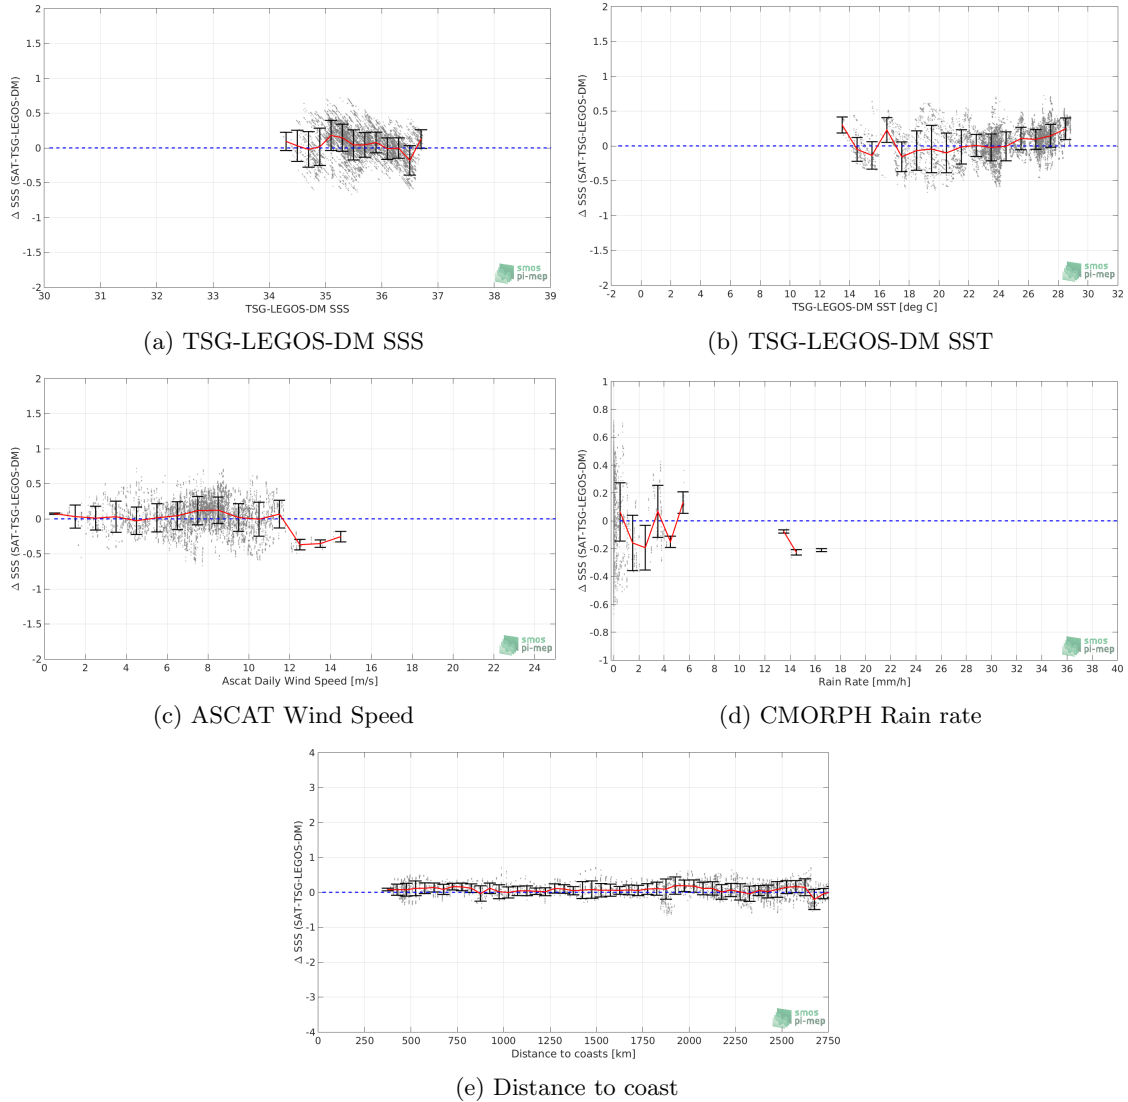 2
1.5
1
0.5
0
-0.5
-1
-1.5
-2
Δ SSS (SAT-TSG-LEGOS-DM)
30 31 32 33 34 35 36 37 38 39
TSG-LEGOS-DM SSS
smos
pi-mep
(a) TSG-LEGOS-DM SSS
2
1.5
1
0.5
0
-0.5
-1
-1.5
-2
Δ SSS (SAT-TSG-LEGOS-DM)
-2 0 2 4 6 8 10 12 14 16 18 20 22 24 26 28 30 32
TSG-LEGOS-DM SST [deg C]
smos
pi-mep
(b) TSG-LEGOS-DM SST
2
1.5
1
0.5
0
-0.5
-1
-1.5
-2
Δ SSS (SAT-TSG-LEGOS-DM)
0 2 4 6 8 10 12 14 16 18 20 22 24
Ascat Daily Wind Speed [m/s]
smos
pi-mep
(c) ASCAT Wind Speed
1
0.8
0.6
0.4
0.2
0
-0.2
-0.4
-0.6
-0.8
-1
Δ SSS (SAT-TSG-LEGOS-DM)
0 2 4 6 8 10 12 14 16 18 20 22 24 26 28 30 32 34 36 38 40
Rain Rate [mm/h]
smos
pi-mep
(d) CMORPH Rain rate
4
3
2
1
0
-1
-2
-3
-4
Δ SSS (SAT-TSG-LEGOS-DM)
0 250 500 750 1000 1250 1500 1750 2000 2250 2500 2750
Distance to coasts [km]
smos
pi-mep
(e) Distance to coast